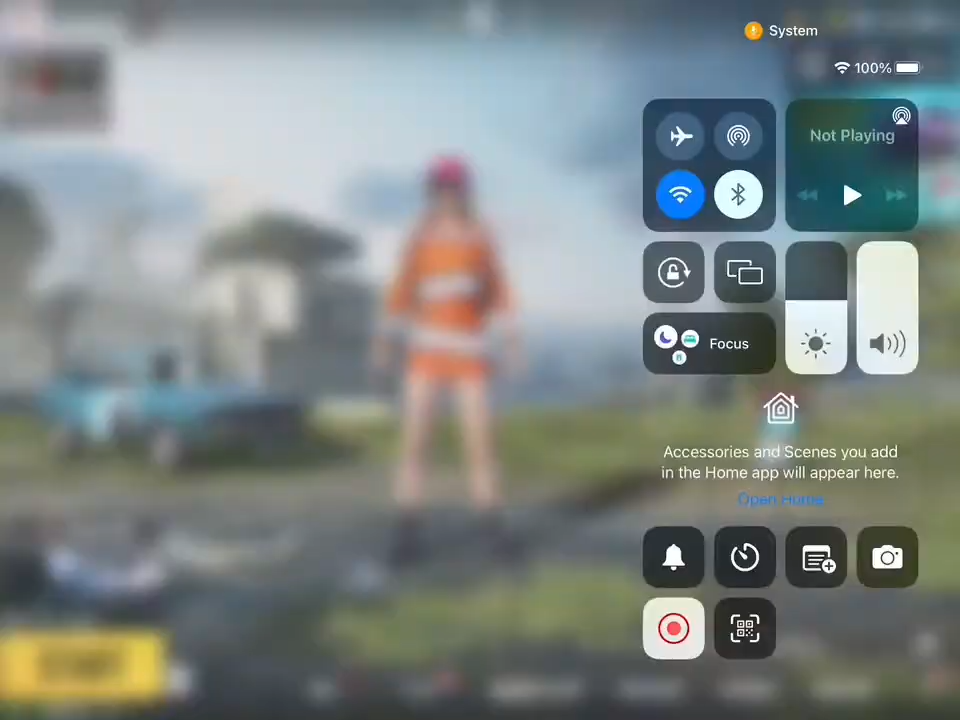 System
100%
Not Playing
Focus
Accessories and Scenes you add
in the Home app will appear here.
Open Home